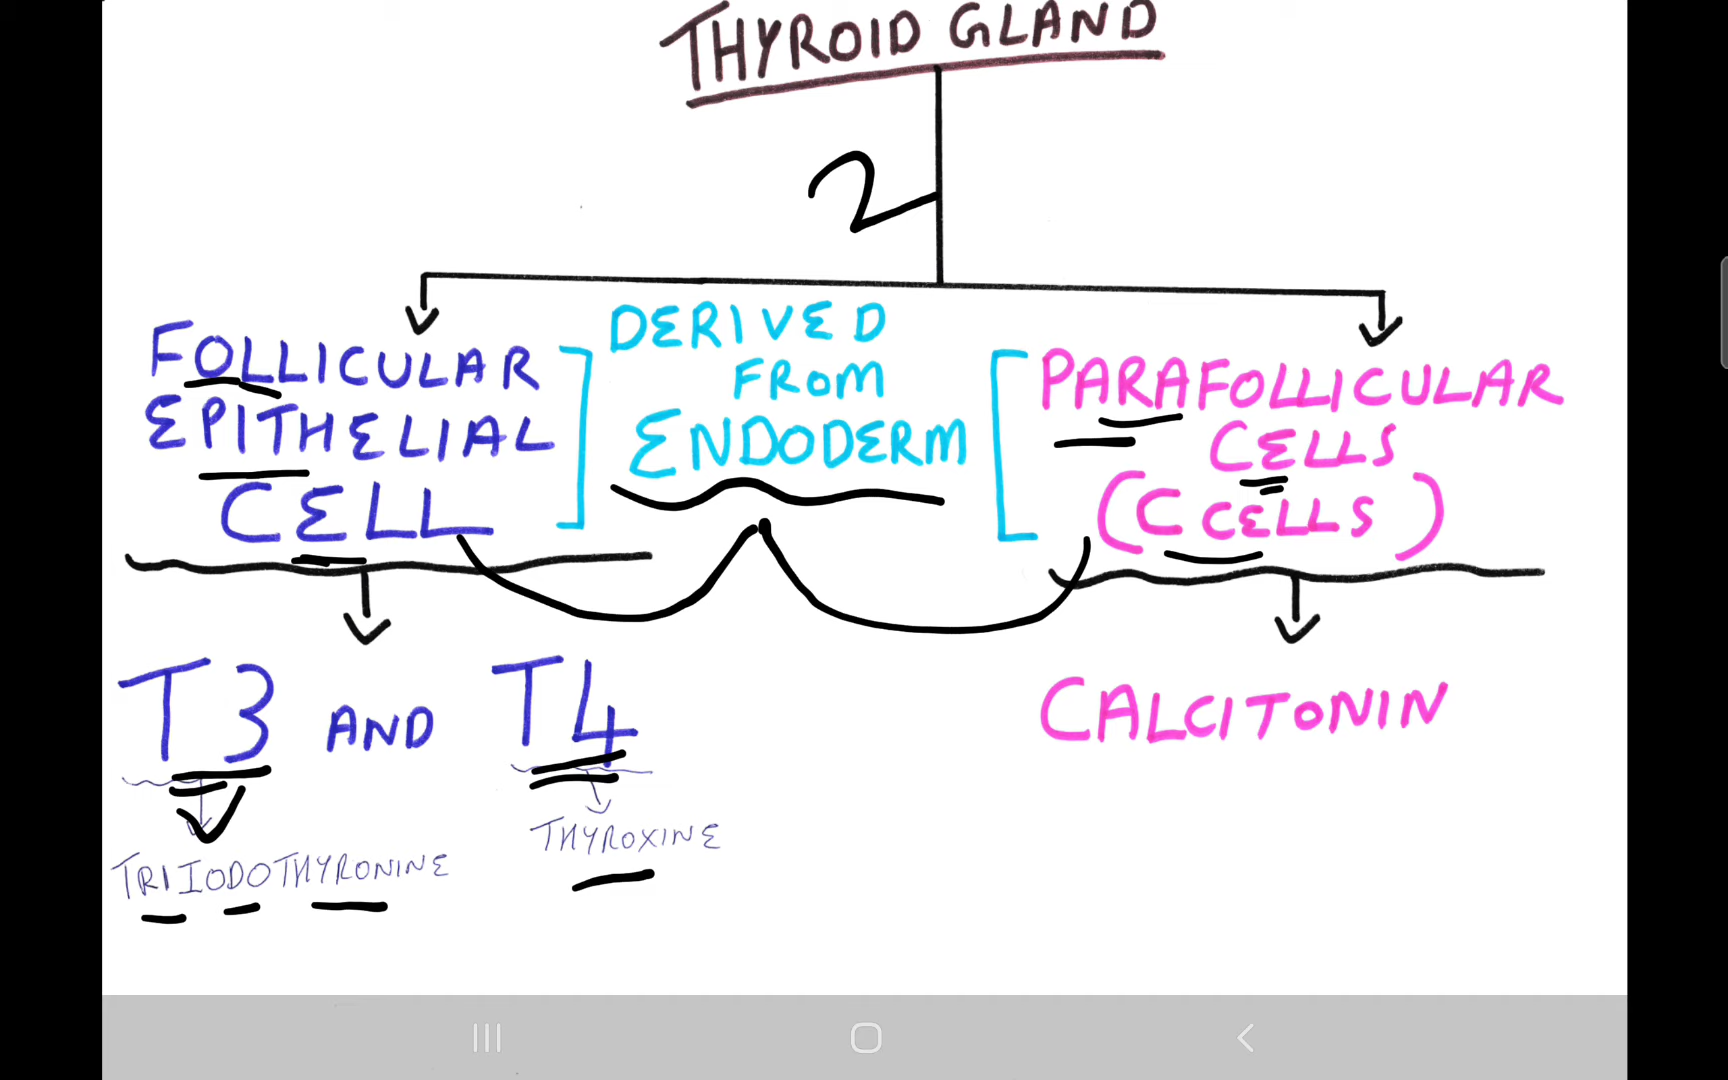 THYROID GLAND
2
FOLLICULAR
EPITHELIAL
CELL
DERIVED
FROM
ENDODERM
PARAFOLLICULAR
CELLS
(C CELLS)
T3 AND T4
CALCITONIN
TRIIODOTHYRONINE
THYROXINE